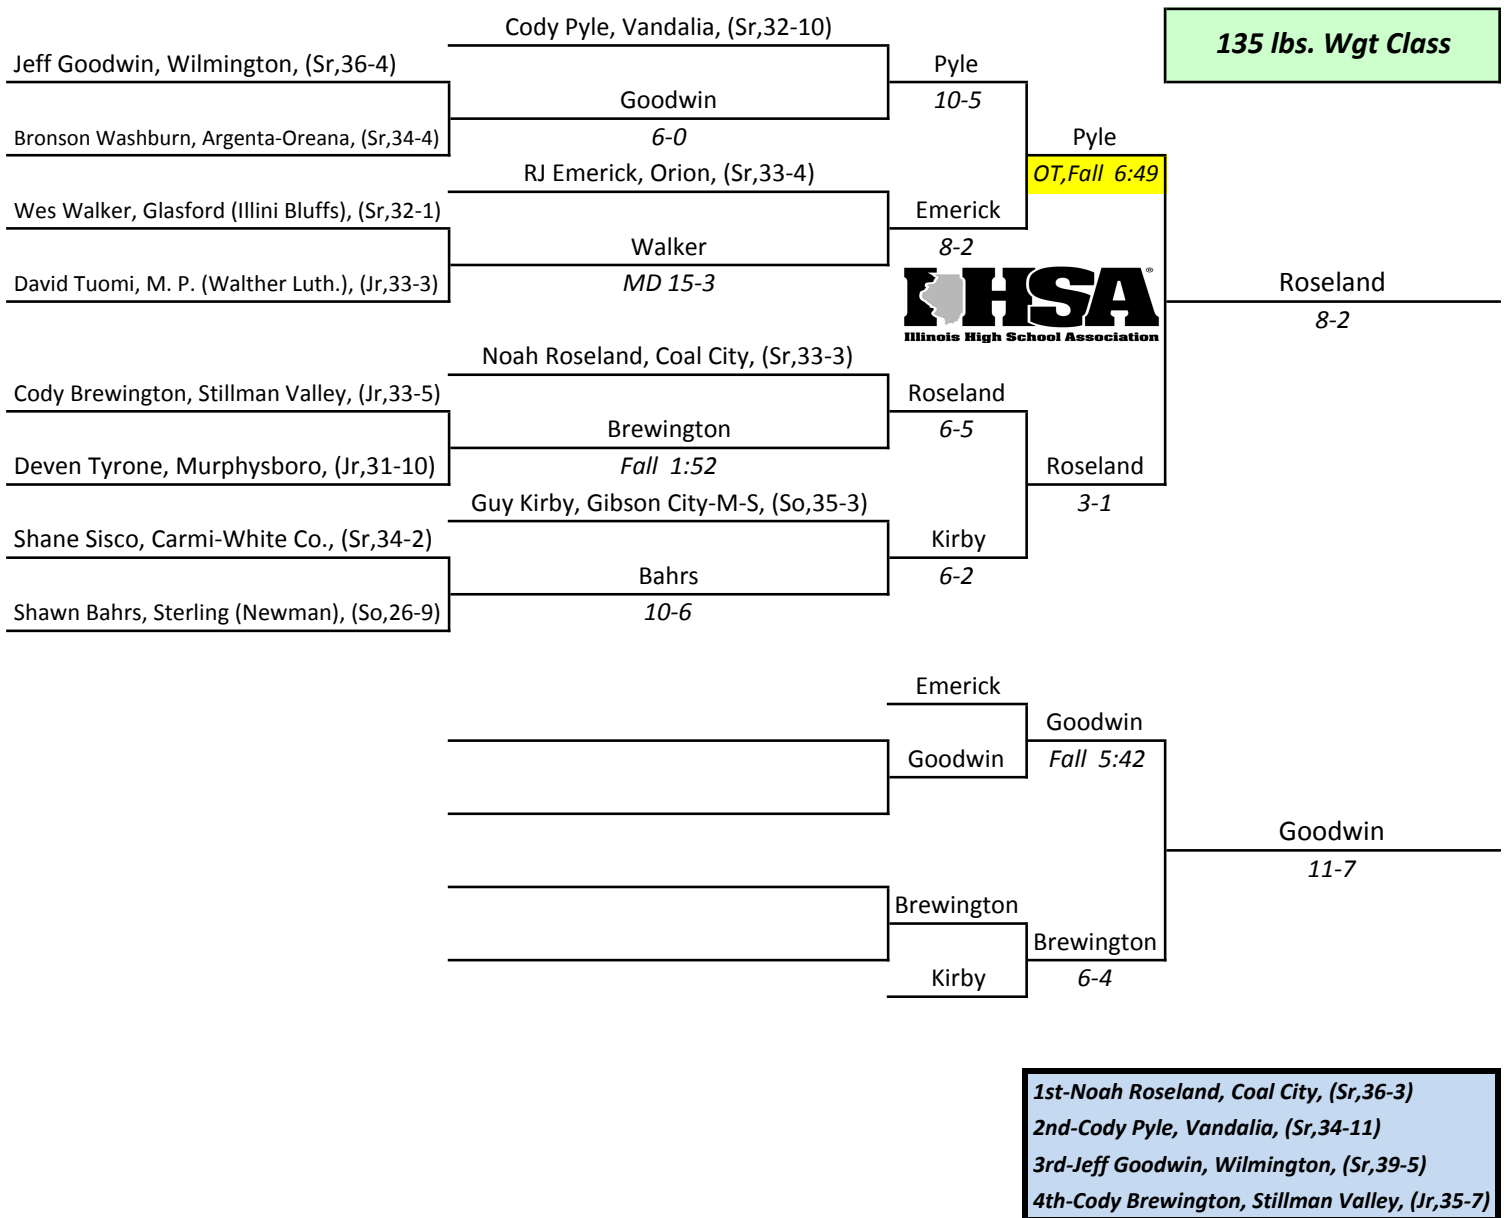 Cody Pyle, Vandalia, (Sr,32-10)
135 lbs. Wgt Class
Jeff Goodwin, Wilmington, (Sr,36-4)
Pyle
Goodwin
10-5
Bronson Washburn, Argenta-Oreana, (Sr,34-4)
6-0
Pyle
RJ Emerick, Orion, (Sr,33-4)
OT,Fall 6:49
Wes Walker, Glasford (Illini Bluffs), (Sr,32-1)
Emerick
Walker
8-2
David Tuomi, M. P. (Walther Luth.), (Jr,33-3)
MD 15-3
IHSA®
Illinois High School Association
Roseland
8-2
Noah Roseland, Coal City, (Sr,33-3)
Cody Brewington, Stillman Valley, (Jr,33-5)
Roseland
Brewington
6-5
Deven Tyrone, Murphysboro, (Jr,31-10)
Fall 1:52
Roseland
Guy Kirby, Gibson City-M-S, (So,35-3)
3-1
Shane Sisco, Carmi-White Co., (Sr,34-2)
Kirby
Bahrs
6-2
Shawn Bahrs, Sterling (Newman), (So,26-9)
10-6
Emerick
Goodwin
Goodwin
Fall 5:42
Goodwin
11-7
Brewington
Brewington
Kirby
6-4
1st-Noah Roseland, Coal City, (Sr,36-3)
2nd-Cody Pyle, Vandalia, (Sr,34-11)
3rd-Jeff Goodwin, Wilmington, (Sr,39-5)
4th-Cody Brewington, Stillman Valley, (Jr,35-7)